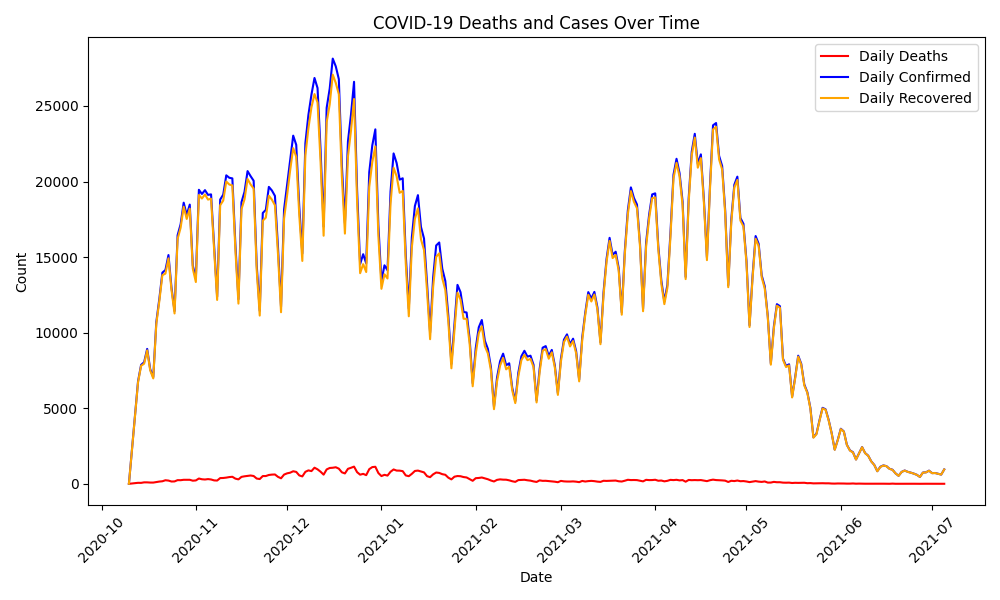 COVID-19 Deaths and Cases Over Time
Daily Deaths
Daily Confirmed
Daily Recovered
Count
25000
20000
15000
10000
5000
0
2020-10
2020-11
2020-12
2021-01
2021-02
2021-03
2021-04
2021-05
2021-06
2021-07
Date